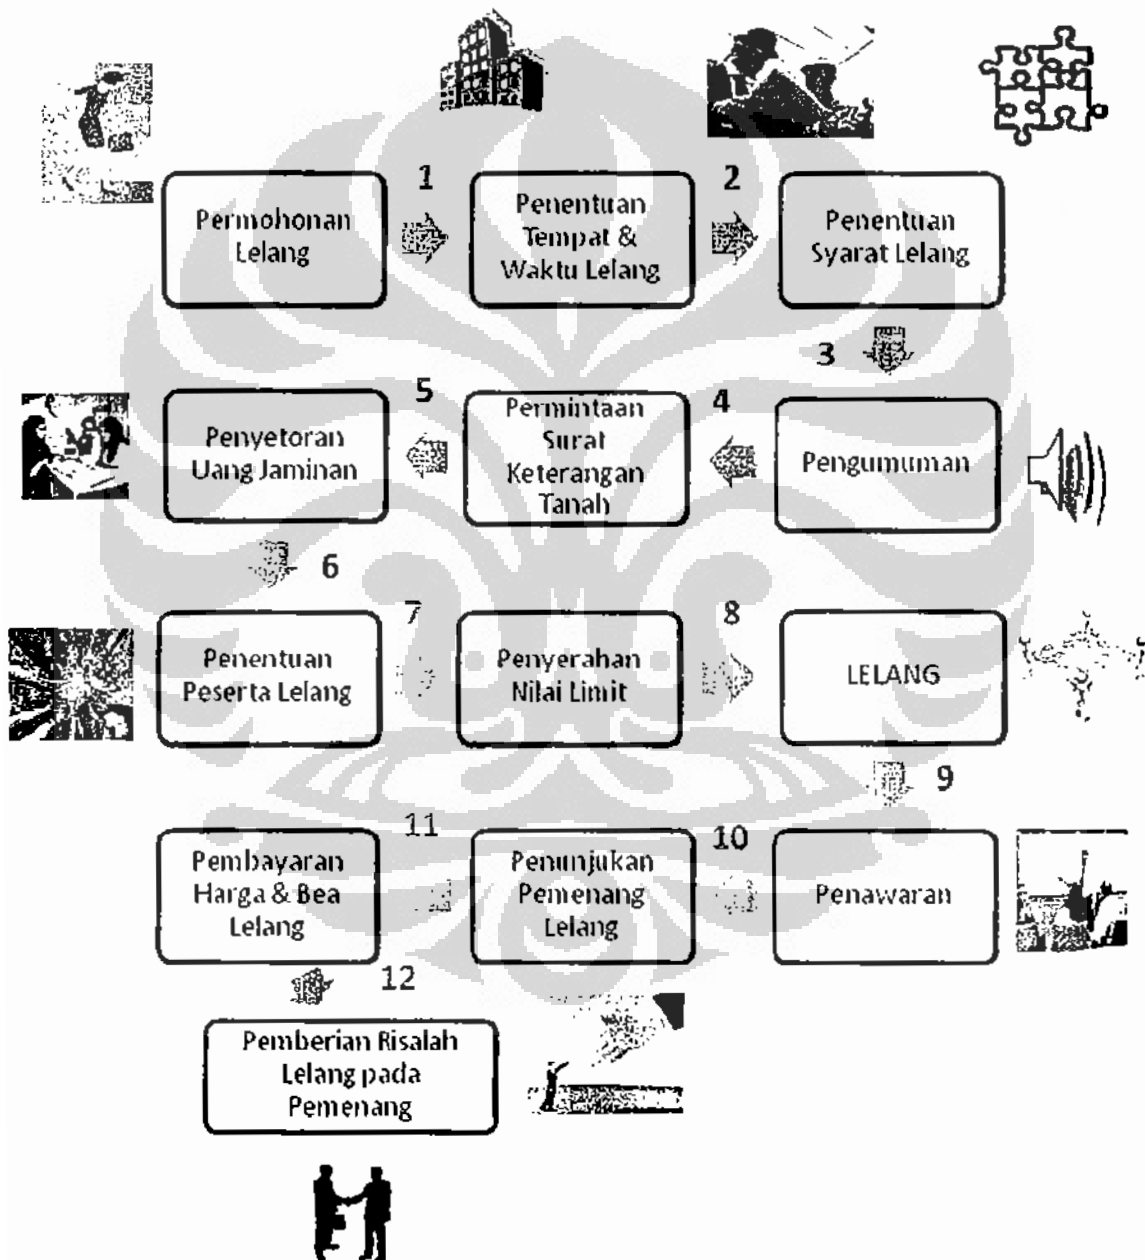 1
2
Permohonan
Lelang
Penentuan
Tempat &
Waktu Lelang
Penentuan
Syarat Lelang
3
5
4
Penyetoran
Uang Jaminan
Permintaan
Surat
Keterangan
Tanah
Pengumuman
6
7
8
Penentuan
Peserta Lelang
Penyerahan
Nilai Limit
LELANG
9
11
10
Pembayaran
Harga & Bea
Lelang
Penunjukan
Pemenang
Lelang
Penawaran
12
Pemberian Risalah
Lelang pada
Pemenang